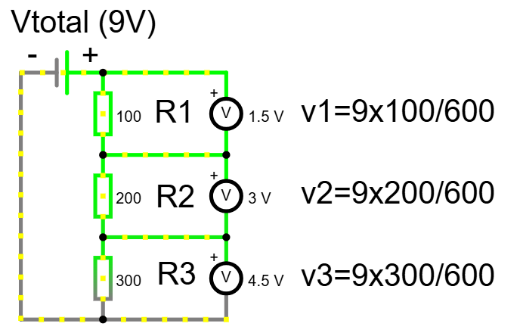 Vtotal (9V)
- +
+
100 R1 V 1.5 V v1=9x100/600
+
200 R2 V 3 V v2=9x200/600
+
300 R3 V 4.5 V v3=9x300/600